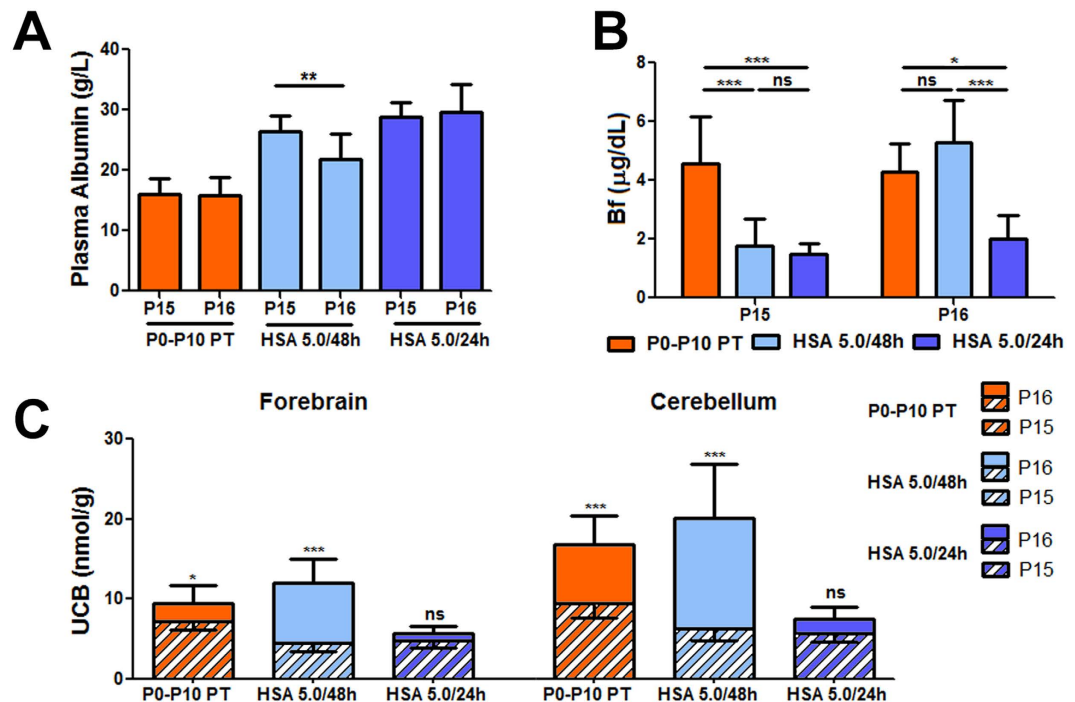 A
Plasma Albumin (g/L)
40
30
20
10
0
**
P15 P16 P15 P16 P15 P16
P0-P10 PT HSA 5.0/48h HSA 5.0/24h
B
Bf (µg/dL)
8
6
4
2
0
*** *
*** ns ns ***
P15 P16
P0-P10 PT HSA 5.0/48h HSA 5.0/24h
C
Forebrain Cerebellum
UCB (nmol/g)
30
20
10
0
* *** ns *** *** ns
P0-P10 PT HSA 5.0/48h HSA 5.0/24h P0-P10 PT HSA 5.0/48h HSA 5.0/24h
P0-P10 PT P16
P15
HSA 5.0/48h P16
P15
HSA 5.0/24h P16
P15